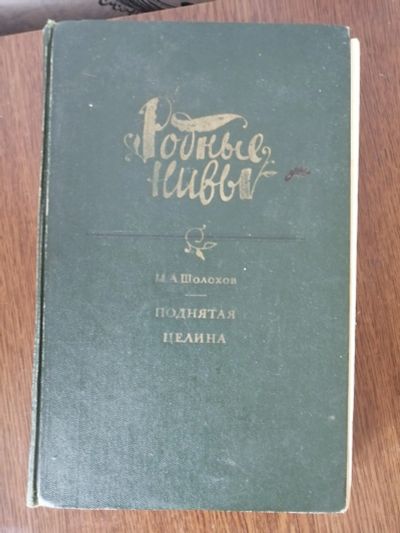 Родные
нивы
М. А. Шолохов
ПОДНЯТАЯ
ЦЕЛИНА